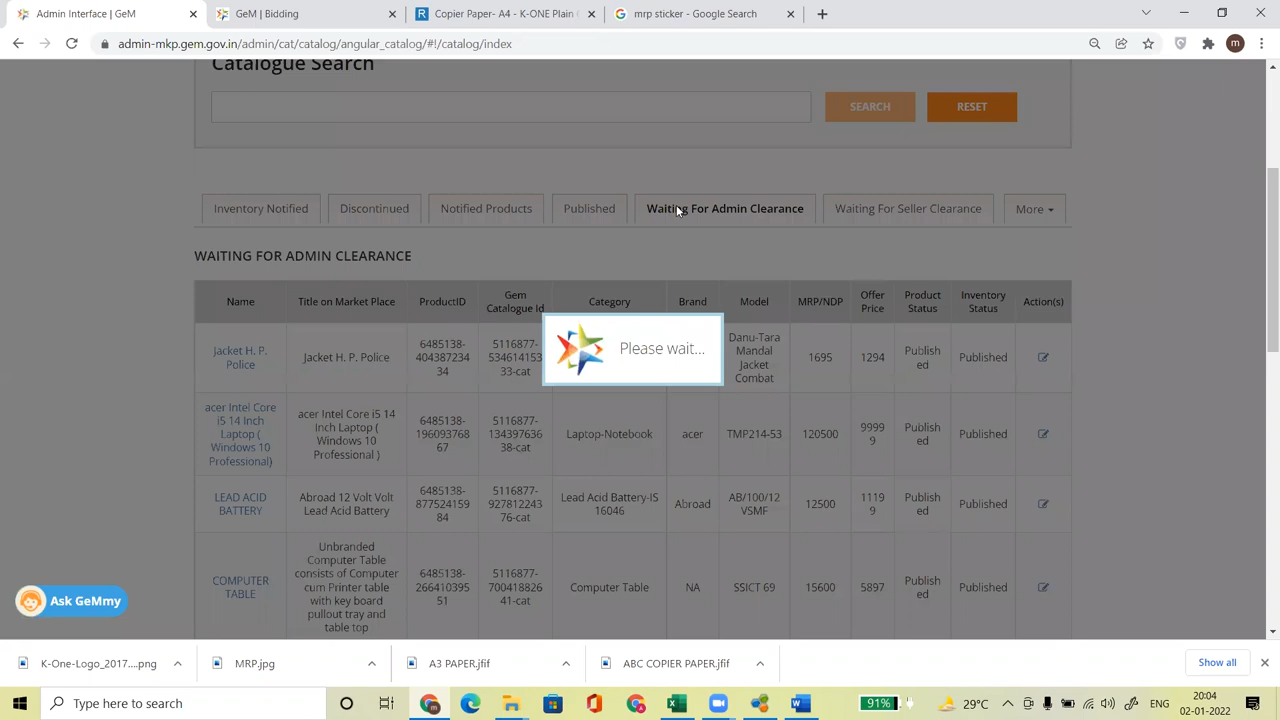 Admin Interface | GeM
GeM | Bidding
Copier Paper- A4 - K-ONE Plain C
mrp sticker - Google Search
admin-mkp.gem.gov.in/admin/cat/catalog/angular_catalog/#!/catalog/index
m
Catalogue Search
SEARCH
RESET
Inventory Notified
Discontinued
Notified Products
Published
Waiting For Admin Clearance
Waiting For Seller Clearance
More
WAITING FOR ADMIN CLEARANCE
Name
Title on Market Place
ProductID
Gem
Catalogue Id
Category
Brand
Model
MRP/NDP
Offer
Price
Product
Status
Inventory
Status
Action(s)
Jacket H. P.
Police
Jacket H. P. Police
6485138-
404387234
34
5116877-
534614153
33-cat
Danu-Tara
Mandal
Jacket
Combat
1695
1294
Publish
ed
Published
Please wait...
acer Intel Core
i5 14 Inch
Laptop (
Windows 10
Professional)
acer Intel Core i5 14
Inch Laptop (
Windows 10
Professional )
6485138-
196093768
67
5116877-
134397636
38-cat
Laptop-Notebook
acer
TMP214-53
120500
9999
9
Publish
ed
Published
LEAD ACID
BATTERY
Abroad 12 Volt Volt
Lead Acid Battery
6485138-
877524159
84
5116877-
927812243
76-cat
Lead Acid Battery-IS
16046
Abroad
AB/100/12
VSMF
12500
1119
9
Publish
ed
Published
COMPUTER
TABLE
Unbranded
Computer Table
consists of Computer
cum Printer table
with key board
pullout tray and
table top
6485138-
266410395
51
5116877-
700418826
41-cat
Computer Table
NA
SSICT 69
15600
5897
Publish
ed
Published
Ask GeMmy
K-One-Logo_2017....png
MRP.jpg
A3 PAPER.jfif
ABC COPIER PAPER.jfif
Show all
Type here to search
91%
29°C
ENG
20:04
02-01-2022